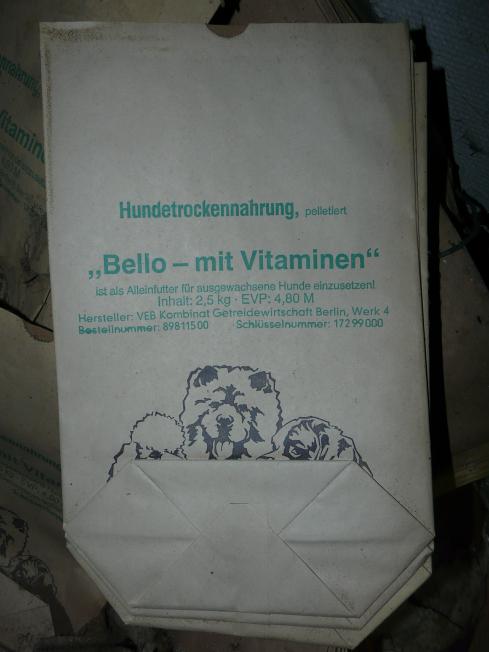 Hundetrockennahrung, pelletiert
„Bello – mit Vitaminen“
ist als Alleinfutter für ausgewachsene Hunde einzusetzen!
Inhalt: 2,5 kg · EVP: 4,80 M
Hersteller: VEB Kombinat Getreidewirtschaft Berlin, Werk 4
Bestellnummer: 89811500 Schlüsselnummer: 17299000